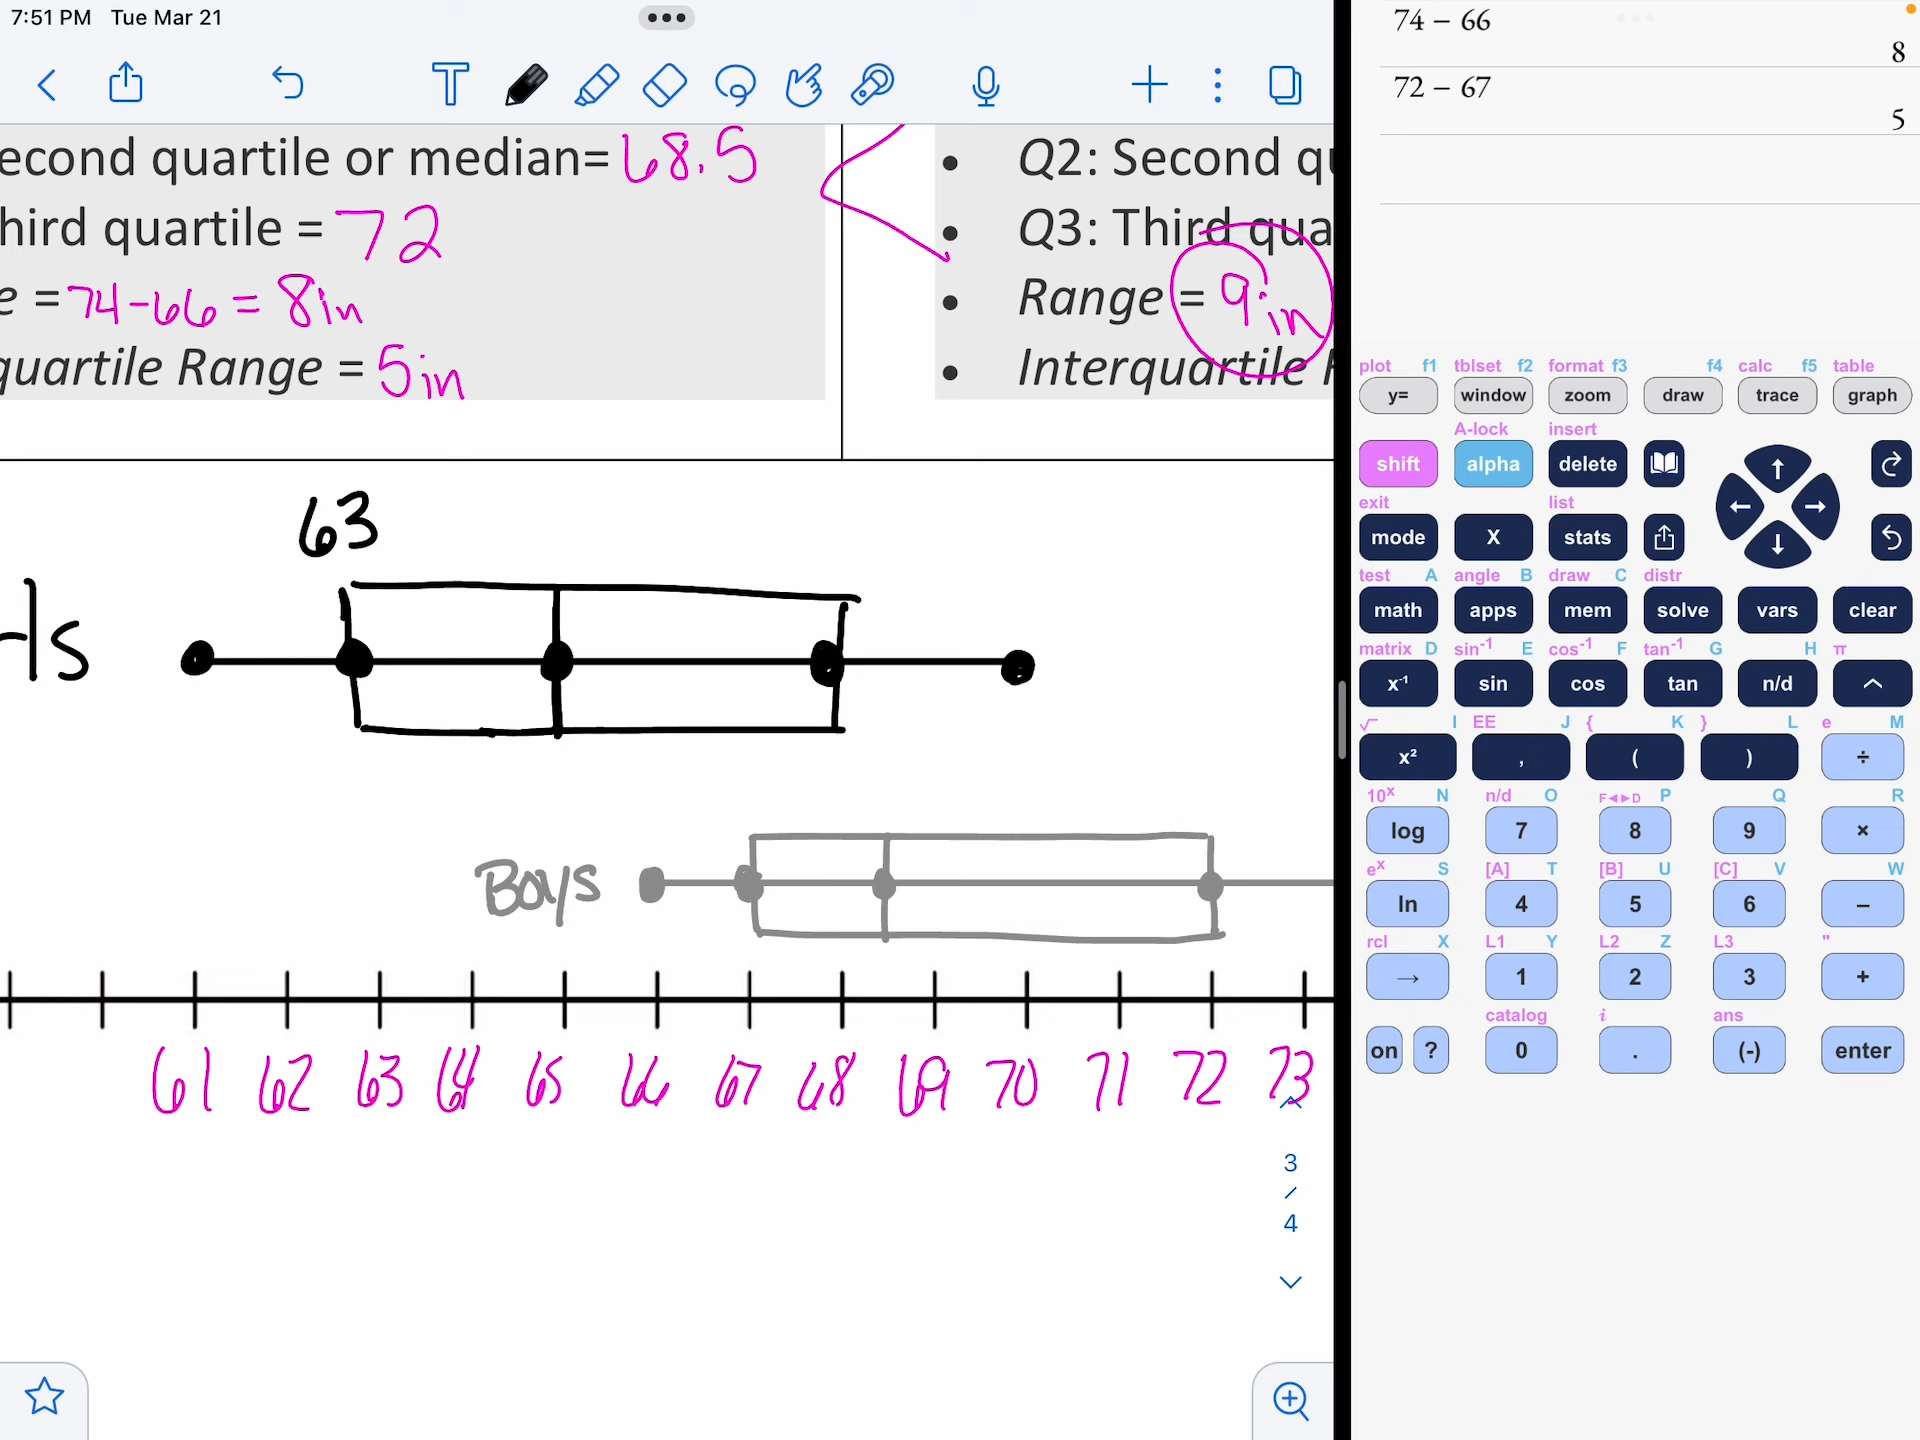 7:51 PM Tue Mar 21
econd quartile or median= 68.5
hird quartile = 72
e = 74-66 = 8in
quartile Range = 5in
• Q2: Second qu
• Q3: Third qua
• Range = 9in
• Interquartile R
63
rls
Boys
61 62 63 64 65 66 67 68 69 70 71 72 73
3
/
4
74 – 66
8
72 – 67
5
plot f1 tblset f2 format f3 f4 calc f5 table
y= window zoom draw trace graph
A-lock insert
shift alpha delete
exit list
mode X stats
test A angle B draw C distr
math apps mem solve vars clear
matrix D sin-1 E cos-1 F tan-1 G H π
x-1 sin cos tan n/d ^
√ I EE J { K } L e M
x² , ( ) ÷
10x N n/d O F◄►D P Q R
log 7 8 9 ×
ex S [A] T [B] U [C] V W
ln 4 5 6 –
rcl X L1 Y L2 Z L3 "
→ 1 2 3 +
catalog i ans
on ? 0 . (-) enter